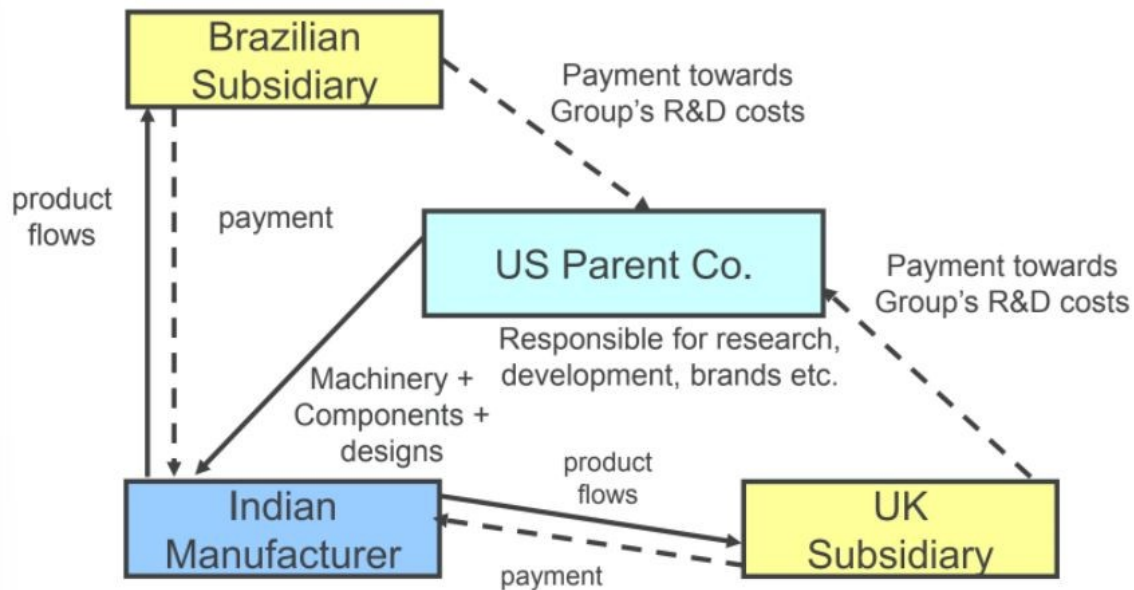 Brazilian
Subsidiary
Payment towards
Group's R&D costs
product
flows
payment
US Parent Co.
Payment towards
Group's R&D costs
Responsible for research,
development, brands etc.
Machinery +
Components +
designs
product
flows
Indian
Manufacturer
UK
Subsidiary
payment